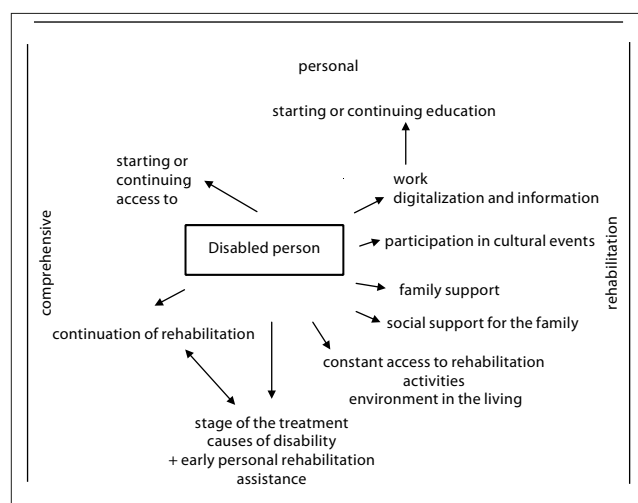 personal
starting or continuing education
starting or
continuing
access to
work
digitalization and information
comprehensive
Disabled person
participation in cultural events
rehabilitation
family support
social support for the family
continuation of rehabilitation
constant access to rehabilitation
activities
environment in the living
stage of the treatment
causes of disability
+ early personal rehabilitation
assistance